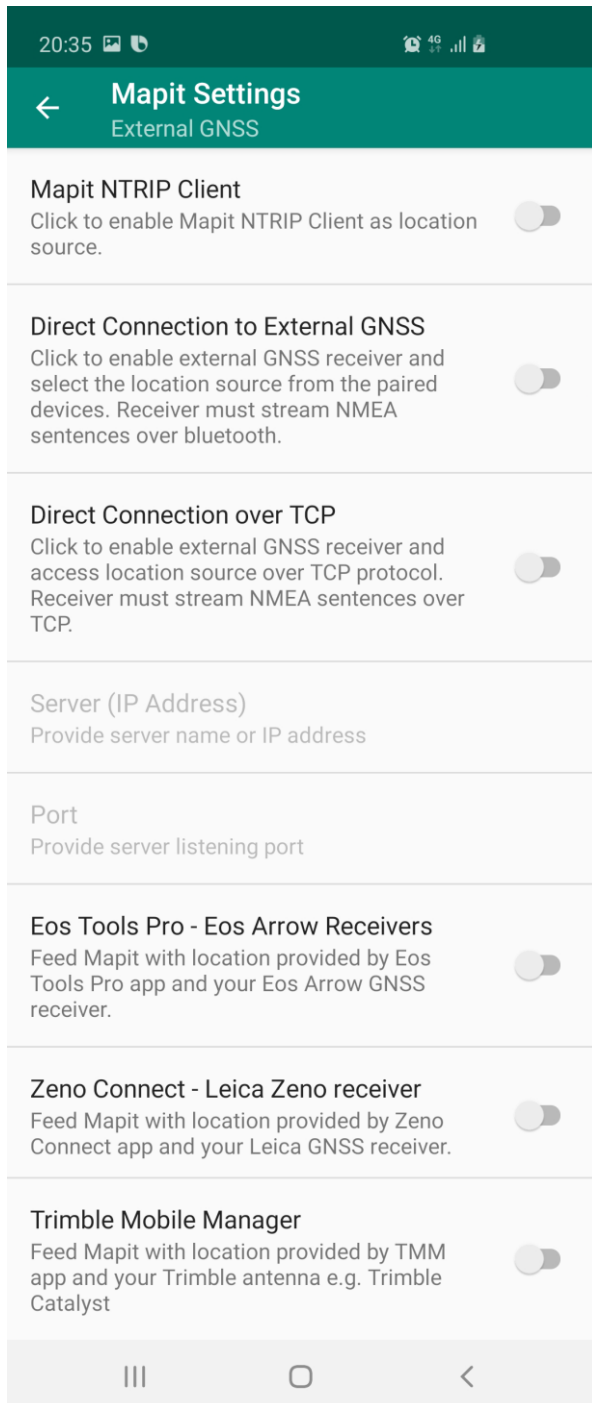 20:35
4G
Mapit Settings
External GNSS
Mapit NTRIP Client
Click to enable Mapit NTRIP Client as location
source.
Direct Connection to External GNSS
Click to enable external GNSS receiver and
select the location source from the paired
devices. Receiver must stream NMEA
sentences over bluetooth.
Direct Connection over TCP
Click to enable external GNSS receiver and
access location source over TCP protocol.
Receiver must stream NMEA sentences over
TCP.
Server (IP Address)
Provide server name or IP address
Port
Provide server listening port
Eos Tools Pro - Eos Arrow Receivers
Feed Mapit with location provided by Eos
Tools Pro app and your Eos Arrow GNSS
receiver.
Zeno Connect - Leica Zeno receiver
Feed Mapit with location provided by Zeno
Connect app and your Leica GNSS receiver.
Trimble Mobile Manager
Feed Mapit with location provided by TMM
app and your Trimble antenna e.g. Trimble
Catalyst